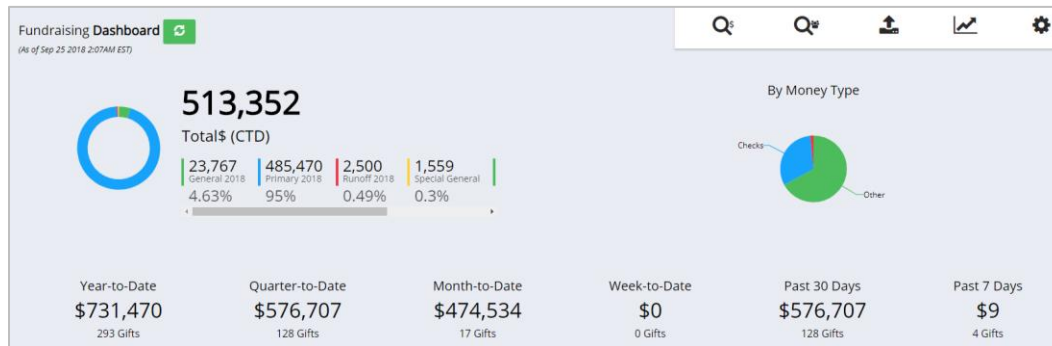 Fundraising Dashboard
(As of Sep 25 2018 2:07AM EST)
513,352
Total$ (CTD)
23,767 485,470 2,500 1,559
General 2018 Primary 2018 Runoff 2018 Special General
4.63% 95% 0.49% 0.3%
By Money Type
Checks
Other
Year-to-Date Quarter-to-Date Month-to-Date Week-to-Date Past 30 Days Past 7 Days
$731,470 $576,707 $474,534 $0 $576,707 $9
293 Gifts 128 Gifts 17 Gifts 0 Gifts 128 Gifts 4 Gifts